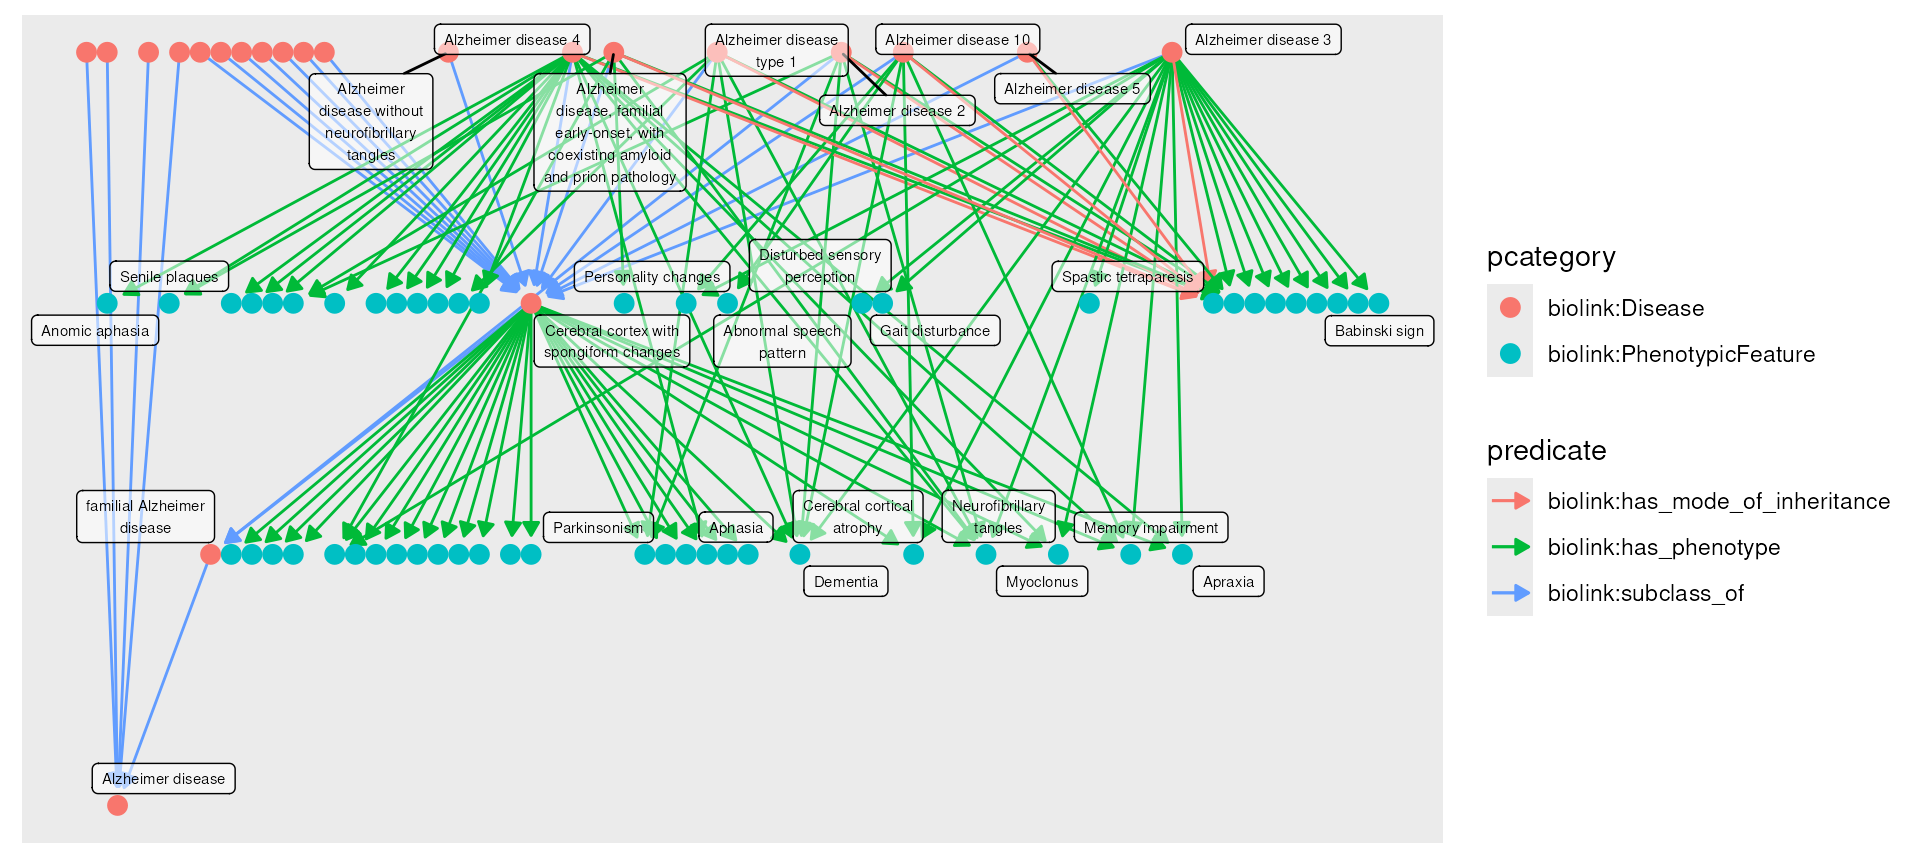 Alzheimer disease 4
Alzheimer disease
type 1
Alzheimer disease 10
Alzheimer disease 3
Alzheimer
disease without
neurofibrillary
tangles
Alzheimer
disease, familial
early-onset, with
coexisting amyloid
and prion pathology
Alzheimer disease 2
Alzheimer disease 5
Senile plaques
Personality changes
Disturbed sensory
perception
Spastic tetraparesis
Anomic aphasia
Cerebral cortex with
spongiform changes
Abnormal speech
pattern
Gait disturbance
Babinski sign
familial Alzheimer
disease
Parkinsonism
Aphasia
Cerebral cortical
atrophy
Neurofibrillary
tangles
Memory impairment
Dementia
Myoclonus
Apraxia
Alzheimer disease
pcategory
biolink:Disease
biolink:PhenotypicFeature
predicate
biolink:has_mode_of_inheritance
biolink:has_phenotype
biolink:subclass_of